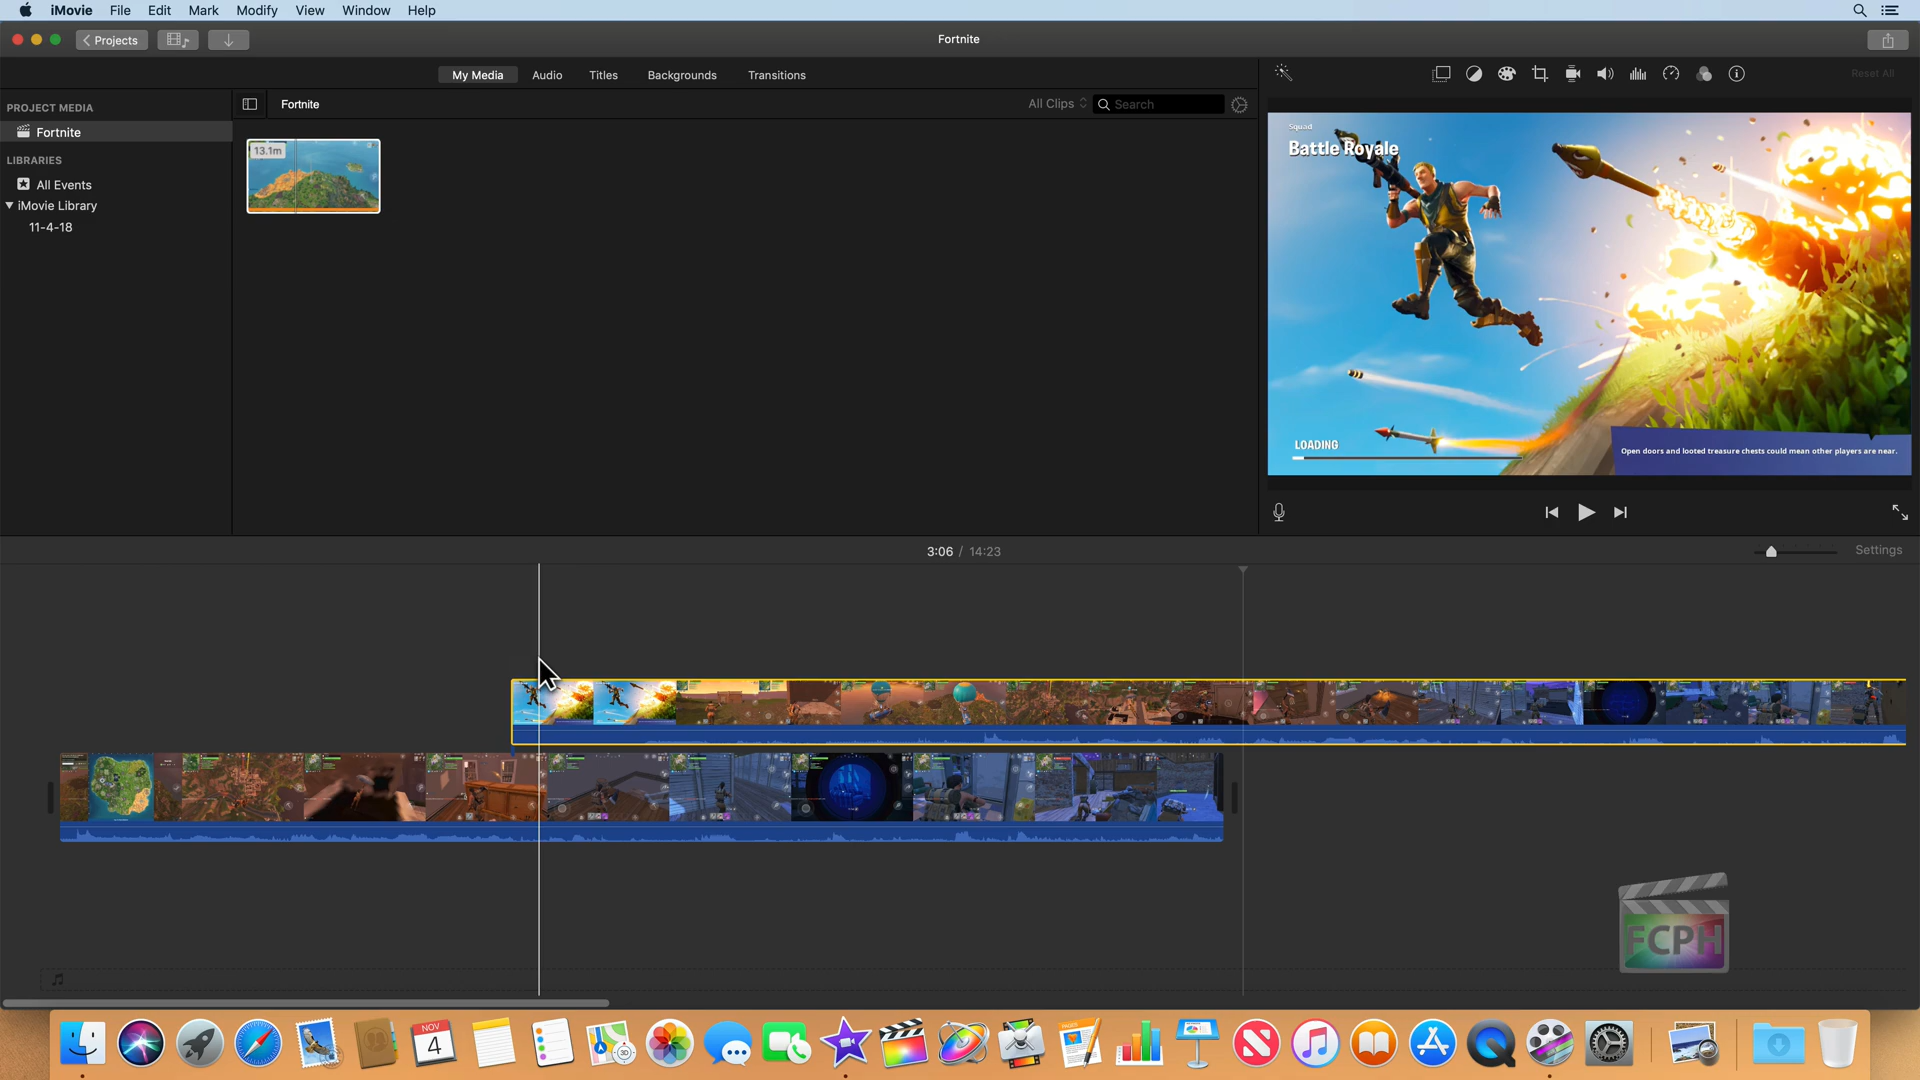 iMovie File Edit Mark Modify View Window Help
Projects
Fortnite
My Media Audio Titles Backgrounds Transitions
Reset All
PROJECT MEDIA
Fortnite
LIBRARIES
All Events
iMovie Library
11-4-18
Fortnite
All Clips
Search
13.1m
Squad
Battle Royale
LOADING
Open doors and looted treasure chests could mean other players are near.
3:06 / 14:23
Settings
FCPH
NOV
4
PAGES
3D